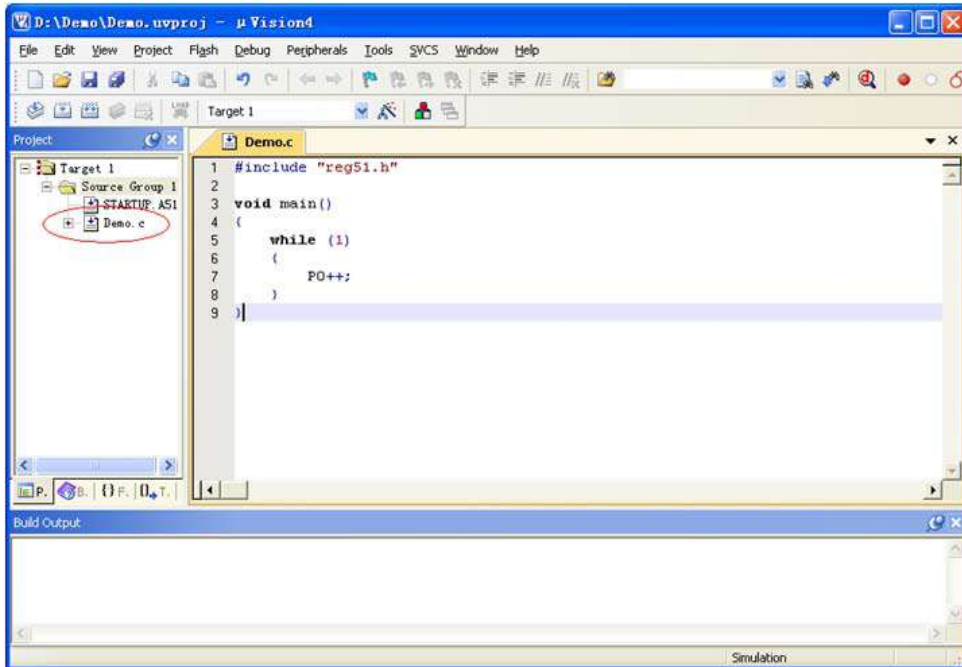 D:\Demo\Demo.uvproj - µVision4
File Edit View Project Flash Debug Peripherals Tools SVCS Window Help
Target 1
Project
Demo.c
Target 1
Source Group 1
STARTUP.A51
Demo.c
1 #include "reg51.h"
2
3 void main()
4 {
5 while (1)
6 {
7 P0++;
8 }
9 }
P. B. {} F. T.
Build Output
Simulation